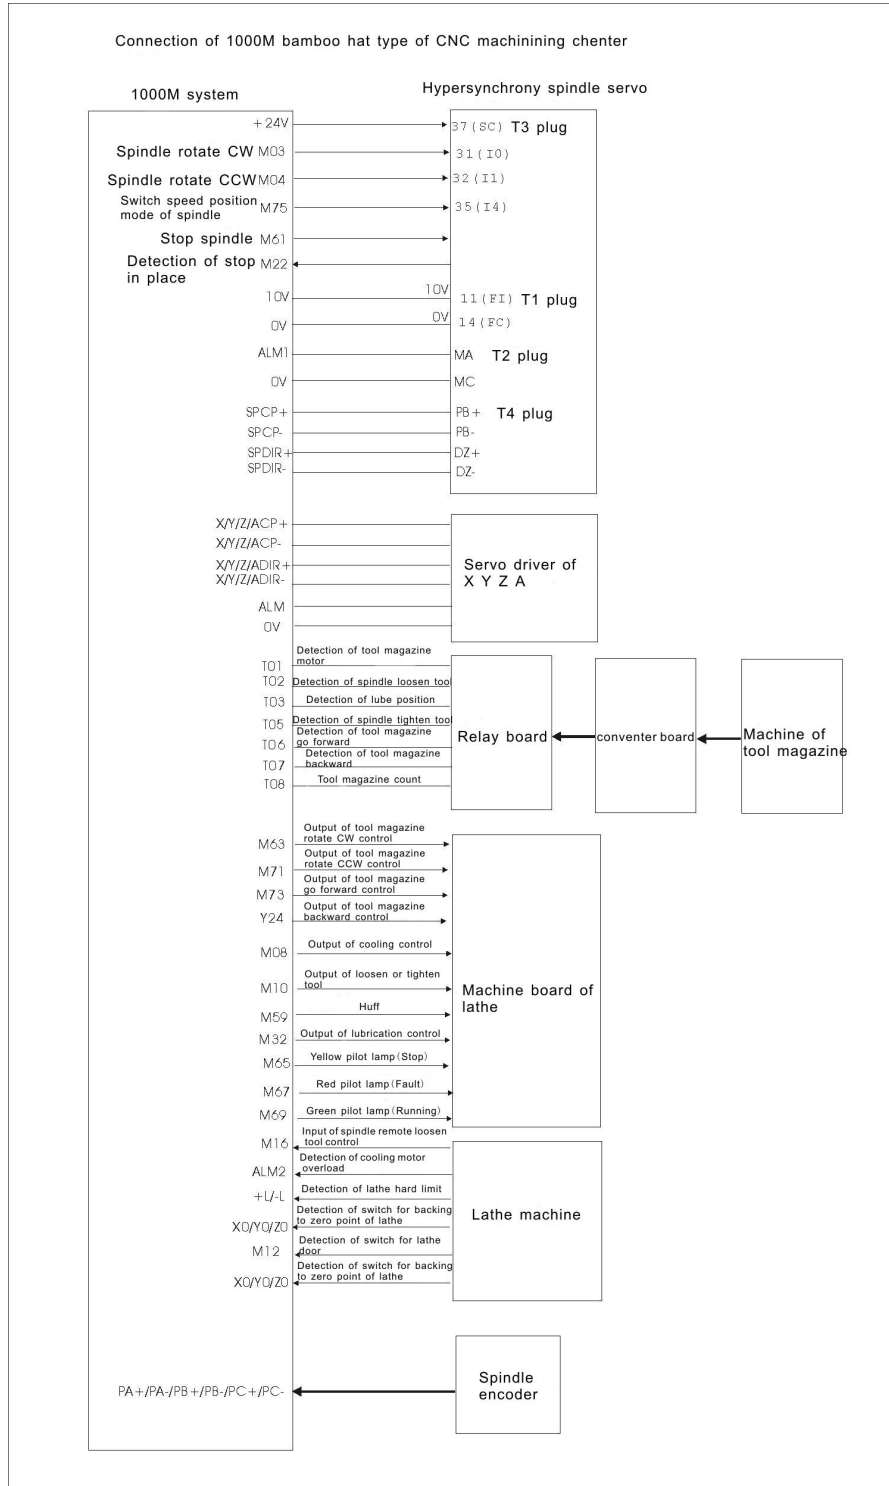 Connection of 1000M bamboo hat type of CNC machinining chenter
1000M system
Hypersynchrony spindle servo
+24V
37(SC) T3 plug
Spindle rotate CW M03
31(I0)
Spindle rotate CCW M04
32(I1)
Switch speed position
mode of spindle
M75
35(I4)
Stop spindle M61
Detection of stop
in place
M22
10V
10V
11(FI) T1 plug
0V
0V
14(FC)
ALM1
MA T2 plug
0V
MC
SPCP+
PB+ T4 plug
SPCP-
PB-
SPDIR+
DZ+
SPDIR-
DZ-
X/Y/Z/ACP+
X/Y/Z/ACP-
X/Y/Z/ADIR+
X/Y/Z/ADIR-
ALM
0V
Servo driver of
X Y Z A
Detection of tool magazine
motor
T01
T02
Detection of spindle loosen tool
T03
Detection of lube position
T05
Detection of spindle tighten tool
T06
Detection of tool magazine
go forward
T07
Detection of tool magazine
backward
T08
Tool magazine count
Relay board
conventer board
Machine of
tool magazine
M63
Output of tool magazine
rotate CW control
M71
Output of tool magazine
rotate CCW control
M73
Output of tool magazine
go forward control
Y24
Output of tool magazine
backward control
M08
Output of cooling control
M10
Output of loosen or tighten
tool
M59
Huff
M32
Output of lubrication control
M65
Yellow pilot lamp(Stop)
M67
Red pilot lamp(Fault)
M69
Green pilot lamp(Running)
Machine board of
lathe
M16
Input of spindle remote loosen
tool control
ALM2
Detection of cooling motor
overload
+L/-L
Detection of lathe hard limit
X0/Y0/Z0
Detection of switch for backing
to zero point of lathe
M12
Detection of switch for lathe
door
X0/Y0/Z0
Detection of switch for backing
to zero point of lathe
Lathe machine
PA+/PA-/PB+/PB-/PC+/PC-
Spindle
encoder